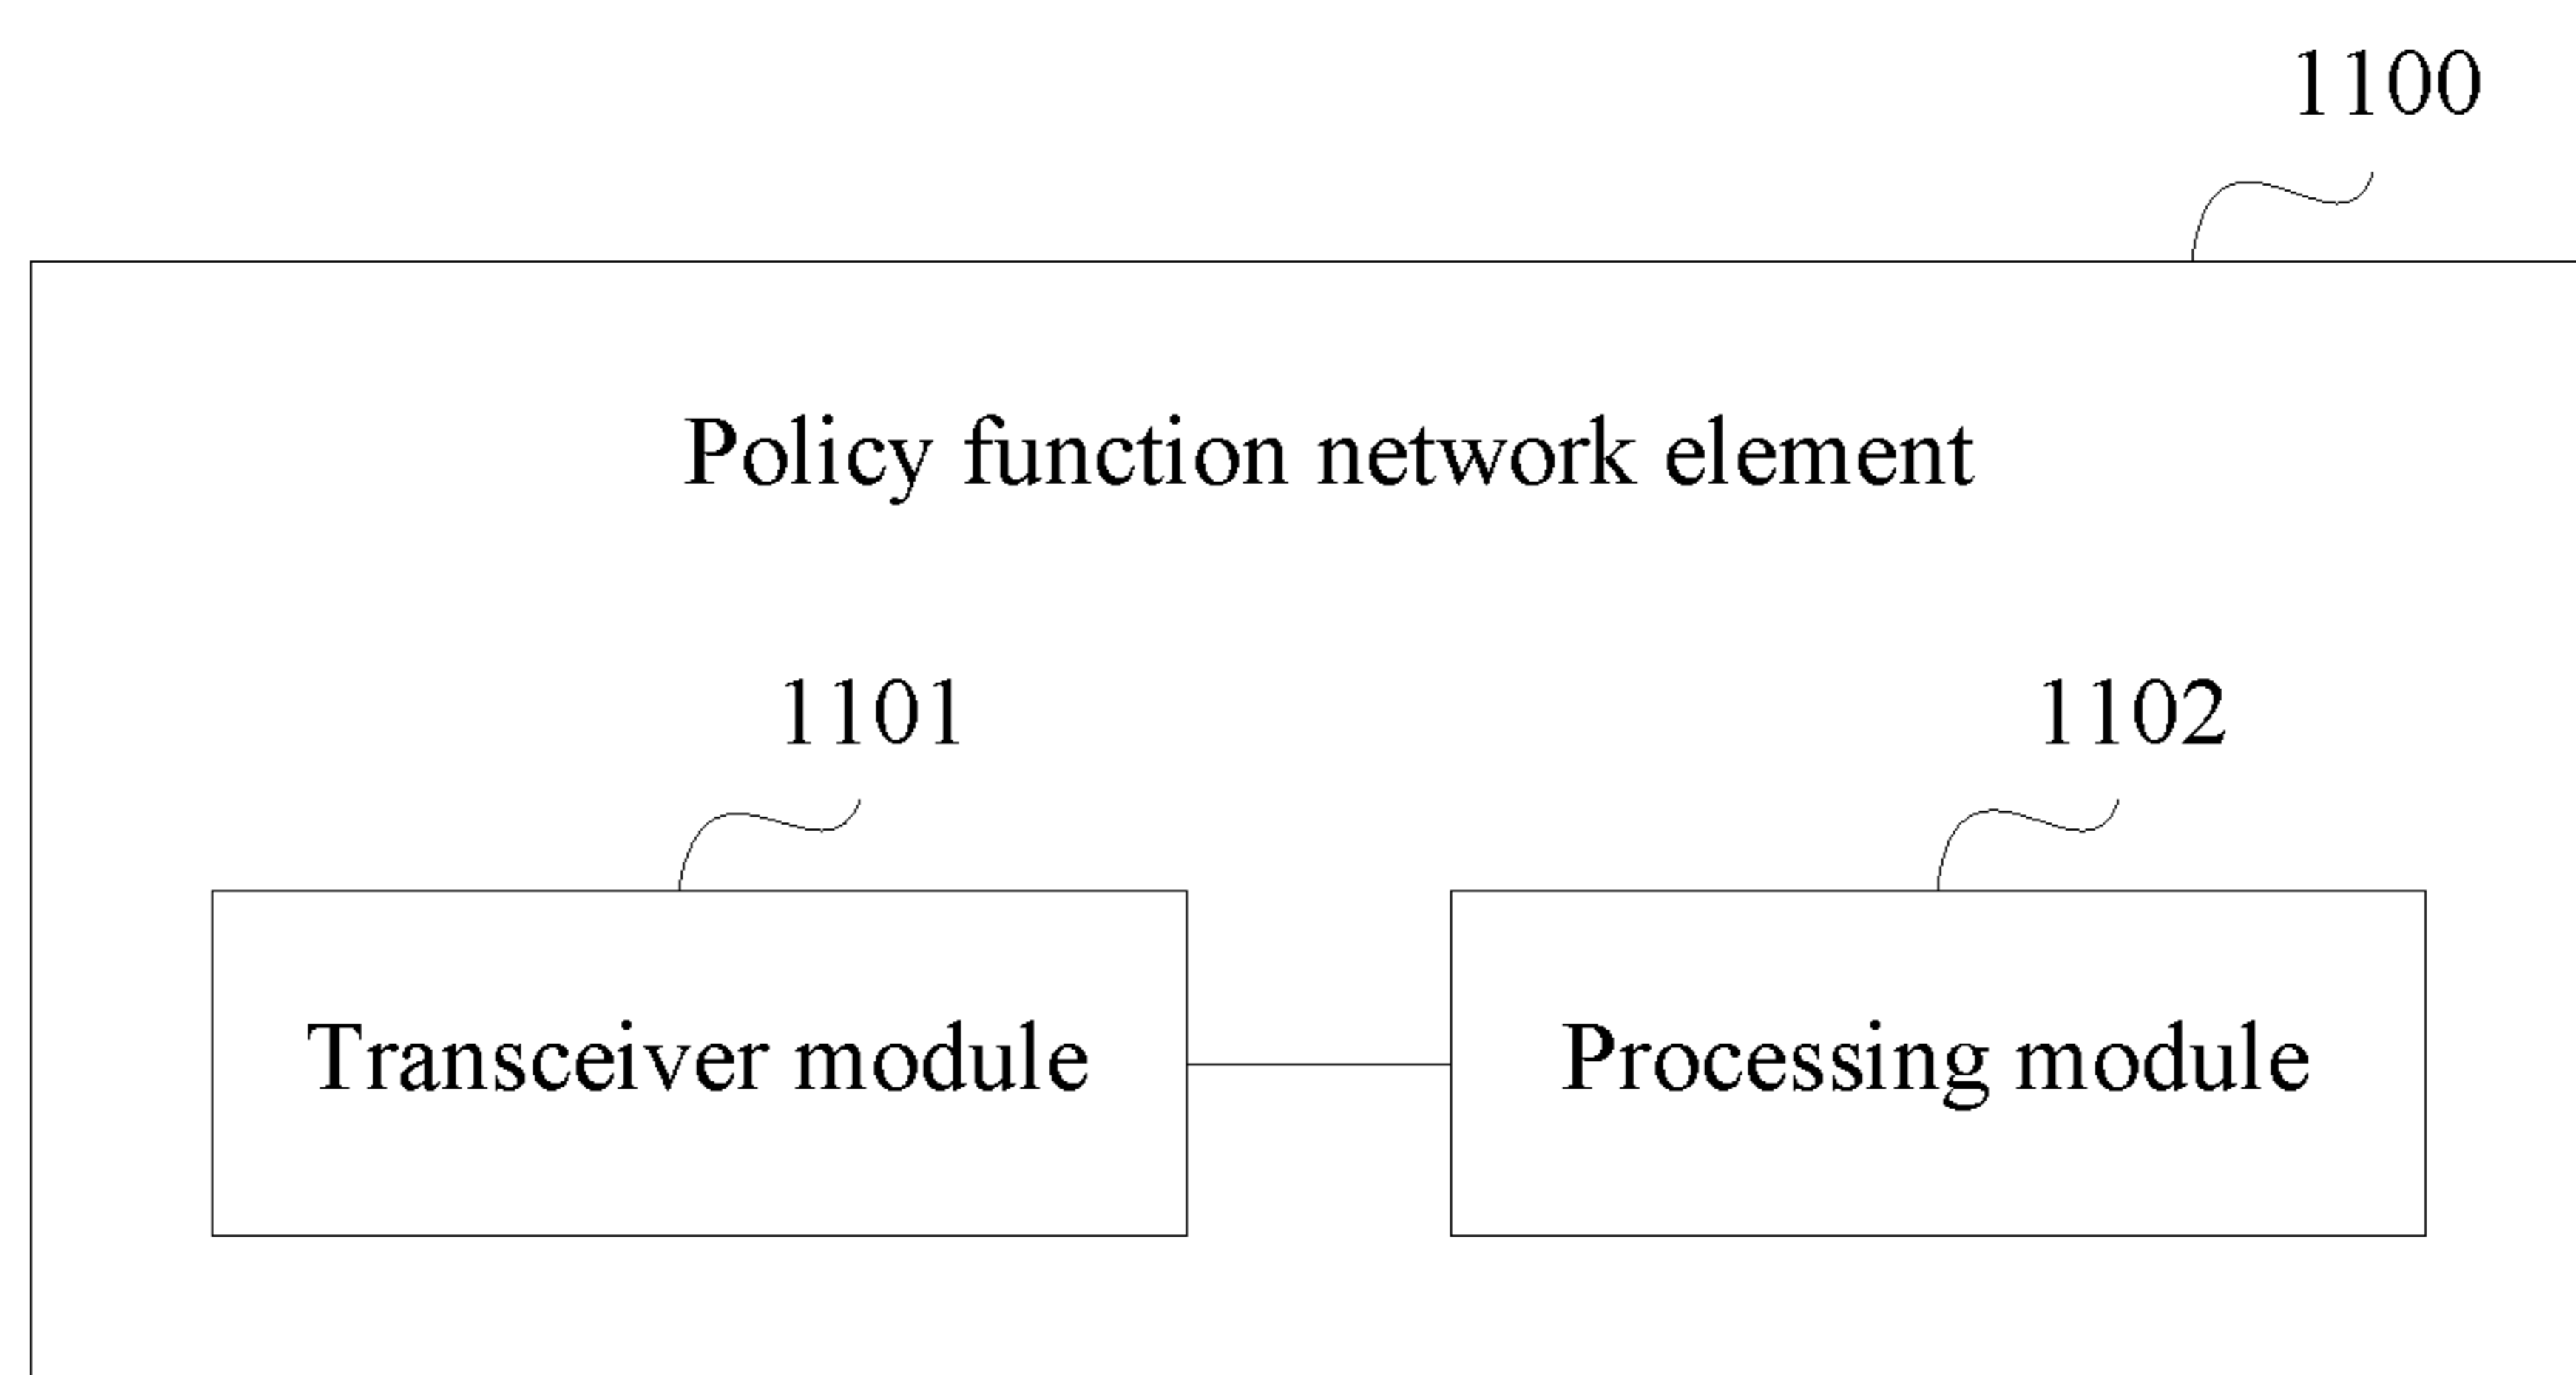 1100
Policy function network element
1101
1102
Transceiver module
Processing module